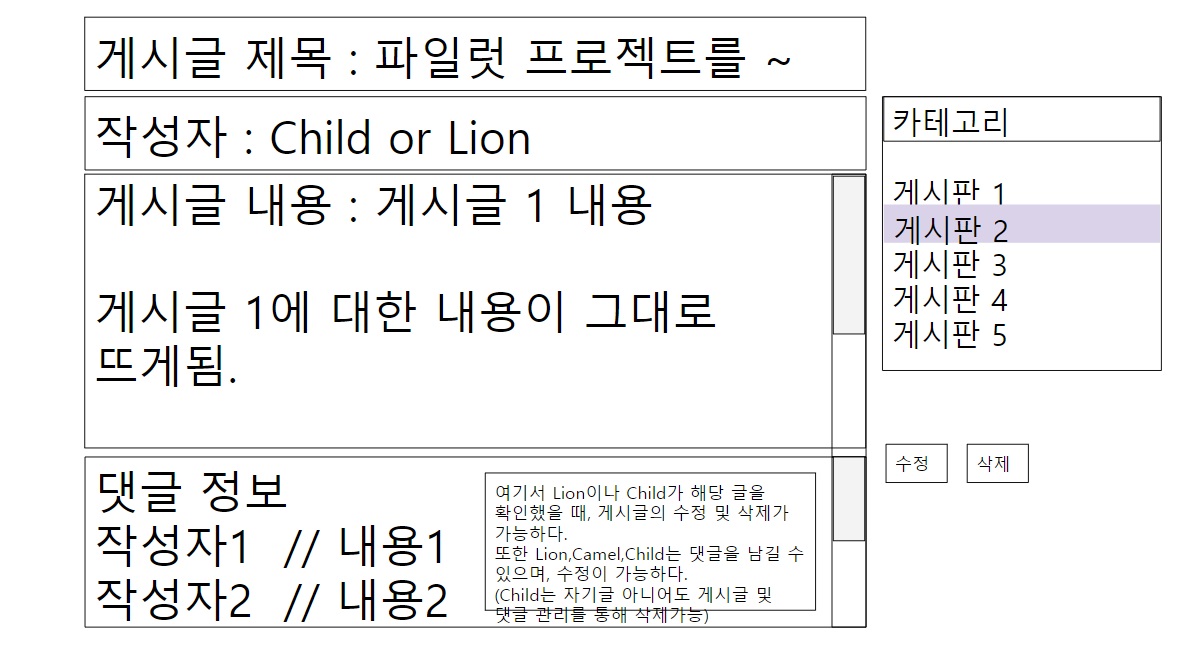 게시글 제목 : 파일럿 프로젝트를 ~
작성자 : Child or Lion
게시글 내용 : 게시글 1 내용
게시글 1에 대한 내용이 그대로
뜨게됨.
댓글 정보
작성자1 // 내용1
작성자2 // 내용2
여기서 Lion이나 Child가 해당 글을
확인했을 때, 게시글의 수정 및 삭제가
가능하다.
또한 Lion,Camel,Child는 댓글을 남길 수
있으며, 수정이 가능하다.
(Child는 자기글 아니어도 게시글 및
댓글 관리를 통해 삭제가능)
카테고리
게시판 1
게시판 2
게시판 3
게시판 4
게시판 5
수정
삭제